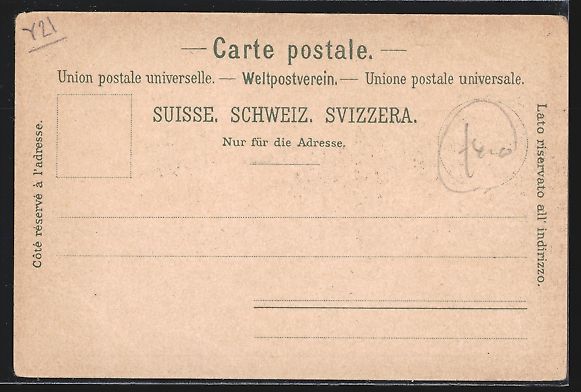 Y21
— Carte postale. —
Union postale universelle. — Weltpostverein. — Unione postale universale.
SUISSE. SCHWEIZ. SVIZZERA.
Nur für die Adresse.
Côté réservé à l'adresse.
Lato riservato all' indirizzo.